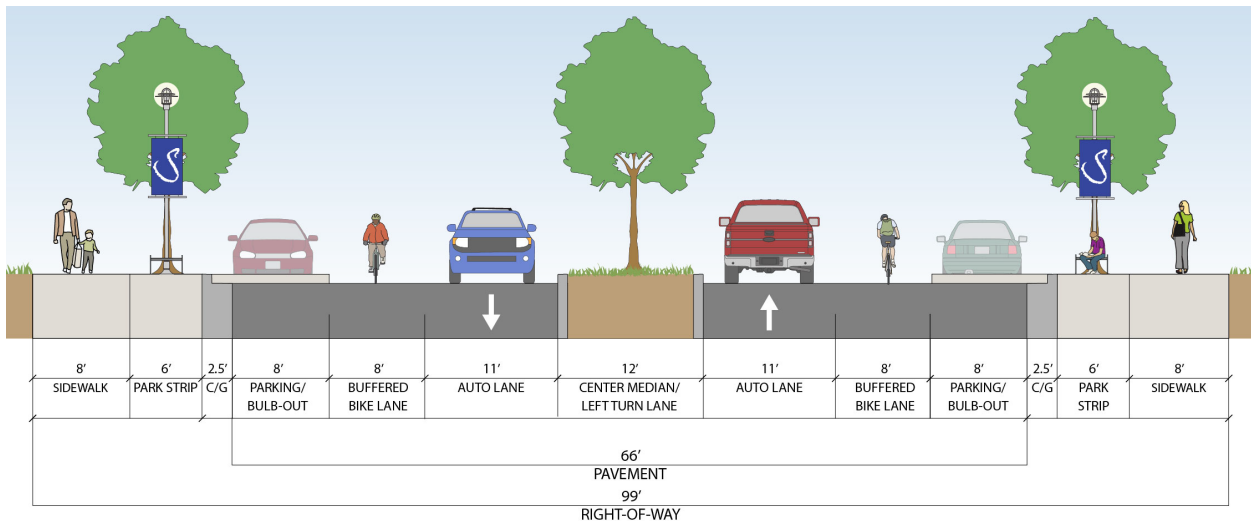 8’ 6’ 2.5’ 8’ 8’ 11’ 12’ 11’ 8’ 8’ 2.5’ 6’ 8’
SIDEWALK PARK STRIP C/G PARKING/ BUFFERED AUTO LANE CENTER MEDIAN/ AUTO LANE BUFFERED PARKING/ C/G PARK SIDEWALK
BULB-OUT BIKE LANE LEFT TURN LANE BIKE LANE BULB-OUT STRIP
66’
PAVEMENT
99’
RIGHT-OF-WAY